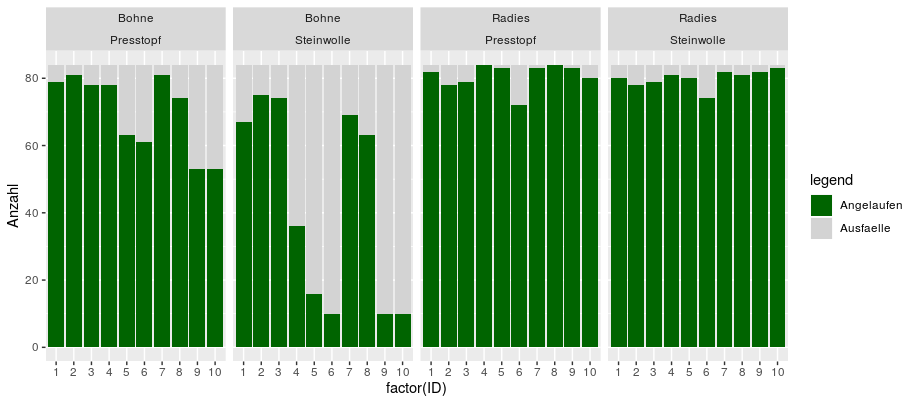 Bohne Bohne Radies Radies
Presstopf Steinwolle Presstopf Steinwolle
80
60
40
20
0
Anzahl
1 2 3 4 5 6 7 8 9 10 1 2 3 4 5 6 7 8 9 10 1 2 3 4 5 6 7 8 9 10 1 2 3 4 5 6 7 8 9 10
factor(ID)
legend
Angelaufen
Ausfaelle